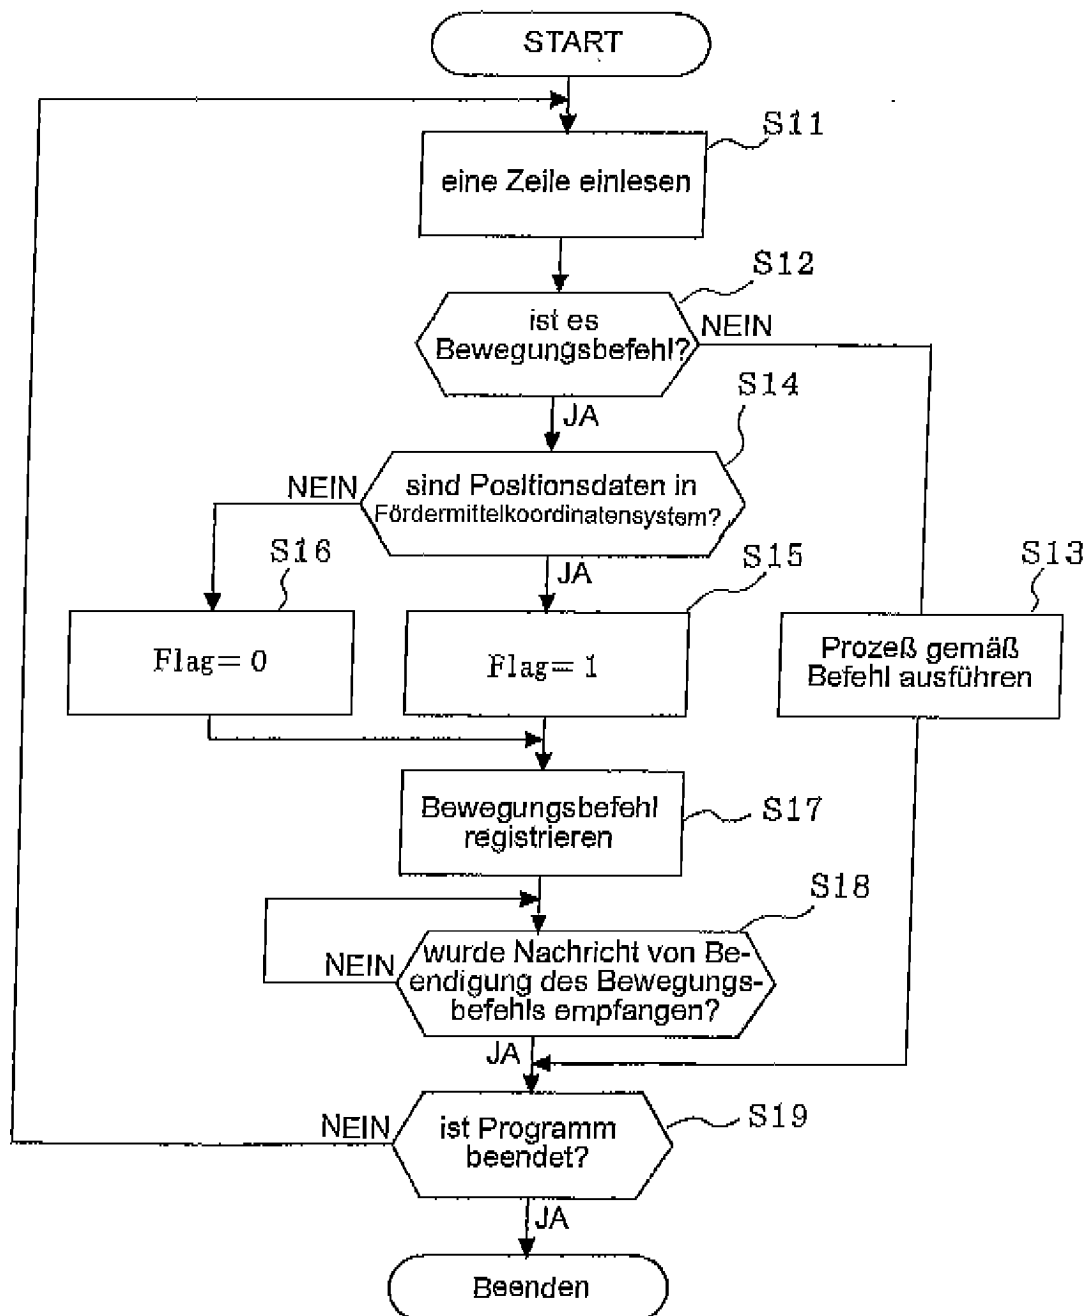 START
S11
eine Zeile einlesen
S12
ist es
Bewegungsbefehl?
NEIN
JA
S14
NEIN
sind Positionsdaten in
Fördermittelkoordinatensystem?
S16
JA
S15
S13
Flag= 0
Flag= 1
Prozeß gemäß
Befehl ausführen
Bewegungsbefehl
registrieren
S17
S18
NEIN
wurde Nachricht von Be-
endigung des Bewegungs-
befehls empfangen?
JA
NEIN
ist Programm
beendet?
S19
JA
Beenden